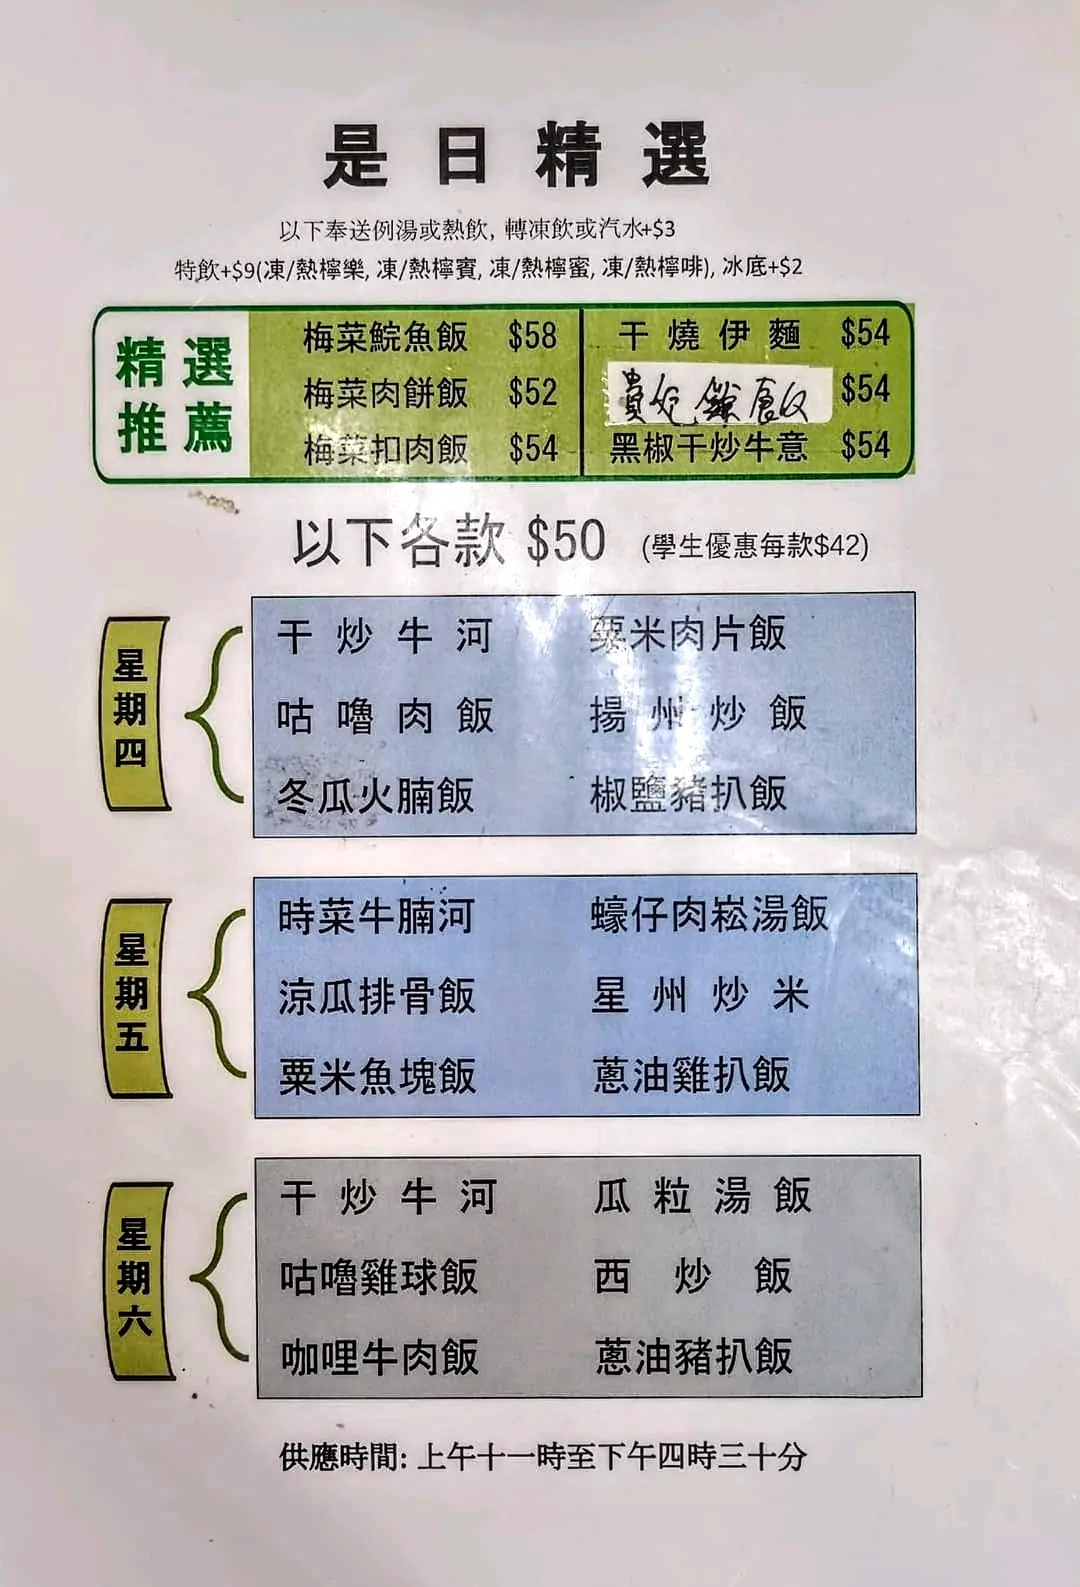 是日精選
以下奉送例湯或熱飲, 轉凍飲或汽水+$3
特飲+$9(凍/熱檸樂, 凍/熱檸賓, 凍/熱檸蜜, 凍/熱檸啡), 冰底+$2
精選
推薦
梅菜鯇魚飯 $58
梅菜肉餅飯 $52
梅菜扣肉飯 $54
干燒伊麵 $54
$54
黑椒干炒牛意 $54
以下各款 $50 (學生優惠每款$42)
星期四
干炒牛河 粟米肉片飯
咕嚕肉飯 揚州炒飯
冬瓜火腩飯 椒鹽豬扒飯
星期五
時菜牛腩河 蠔仔肉崧湯飯
涼瓜排骨飯 星州炒米
粟米魚塊飯 蔥油雞扒飯
星期六
干炒牛河 瓜粒湯飯
咕嚕雞球飯 西炒飯
咖哩牛肉飯 蔥油豬扒飯
供應時間: 上午十一時至下午四時三十分